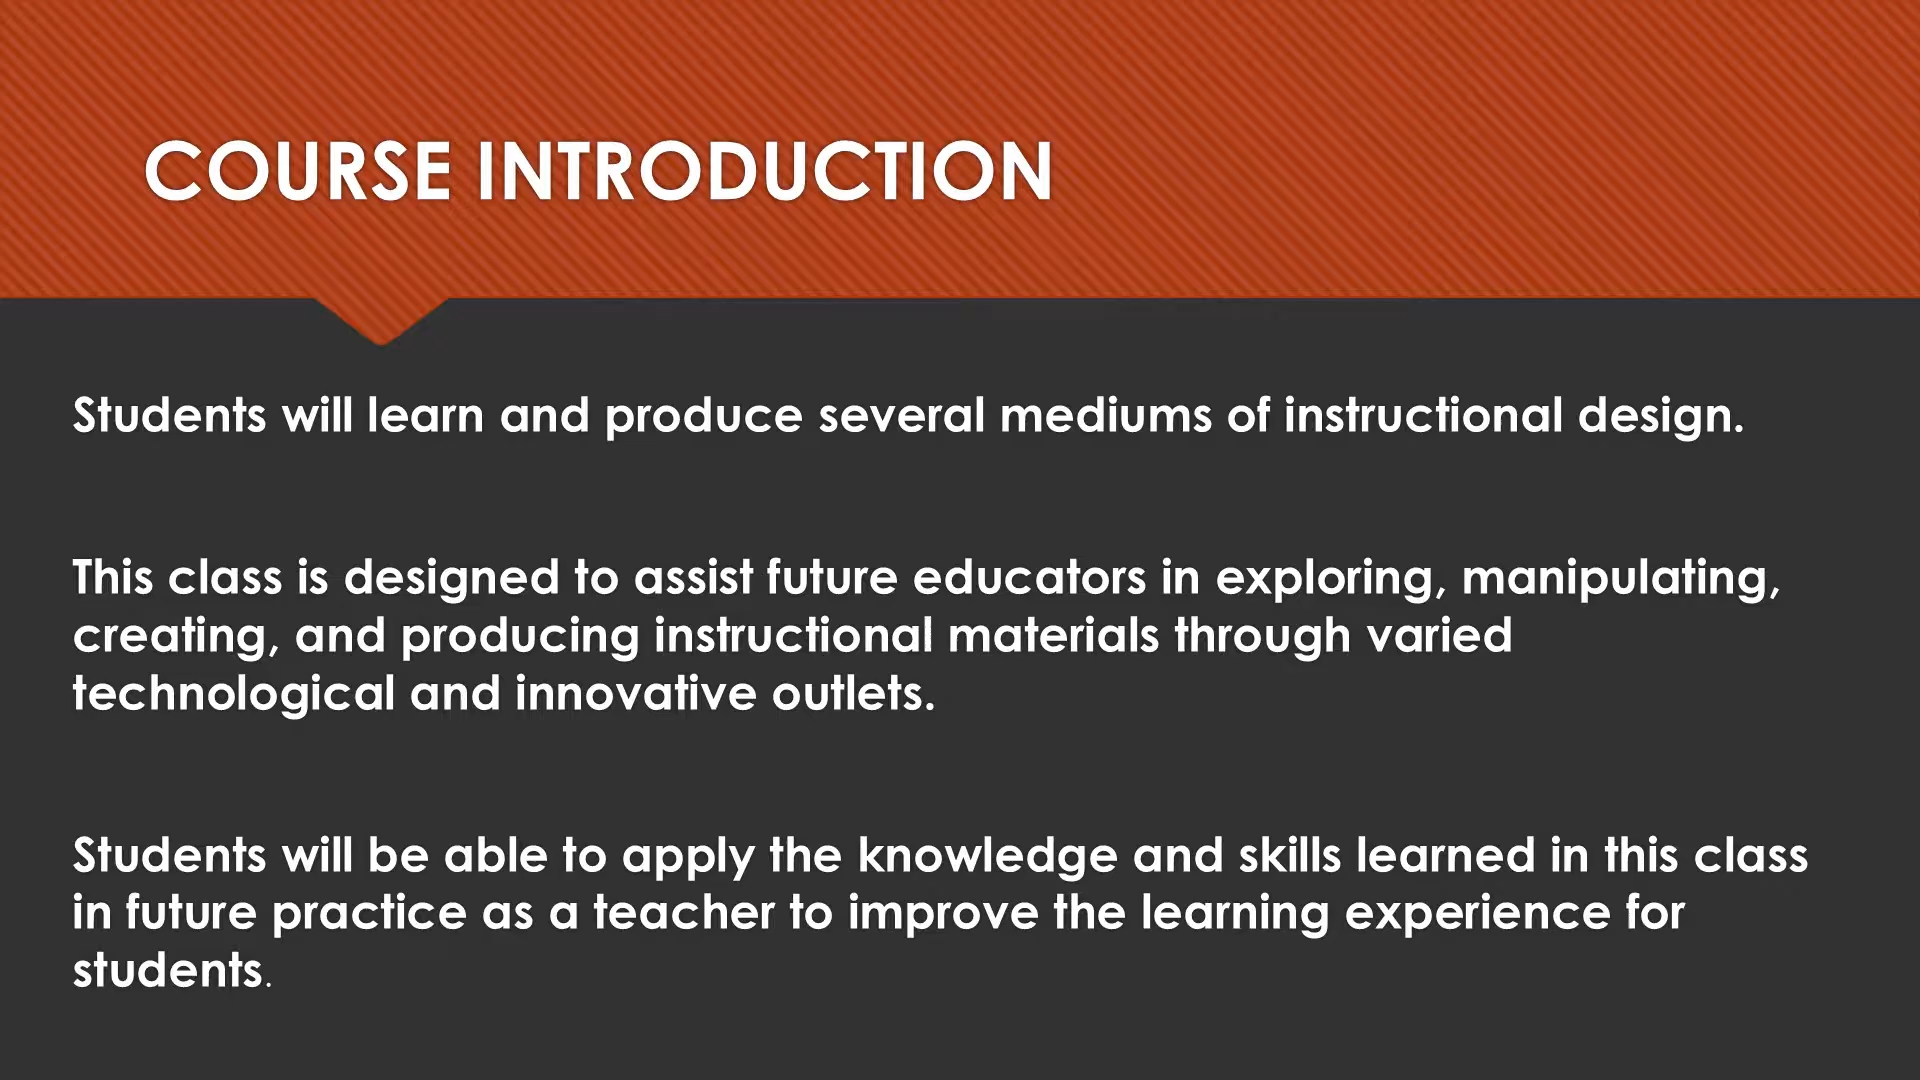 COURSE INTRODUCTION
Students will learn and produce several mediums of instructional design.
This class is designed to assist future educators in exploring, manipulating,
creating, and producing instructional materials through varied
technological and innovative outlets.
Students will be able to apply the knowledge and skills learned in this class
in future practice as a teacher to improve the learning experience for
students.